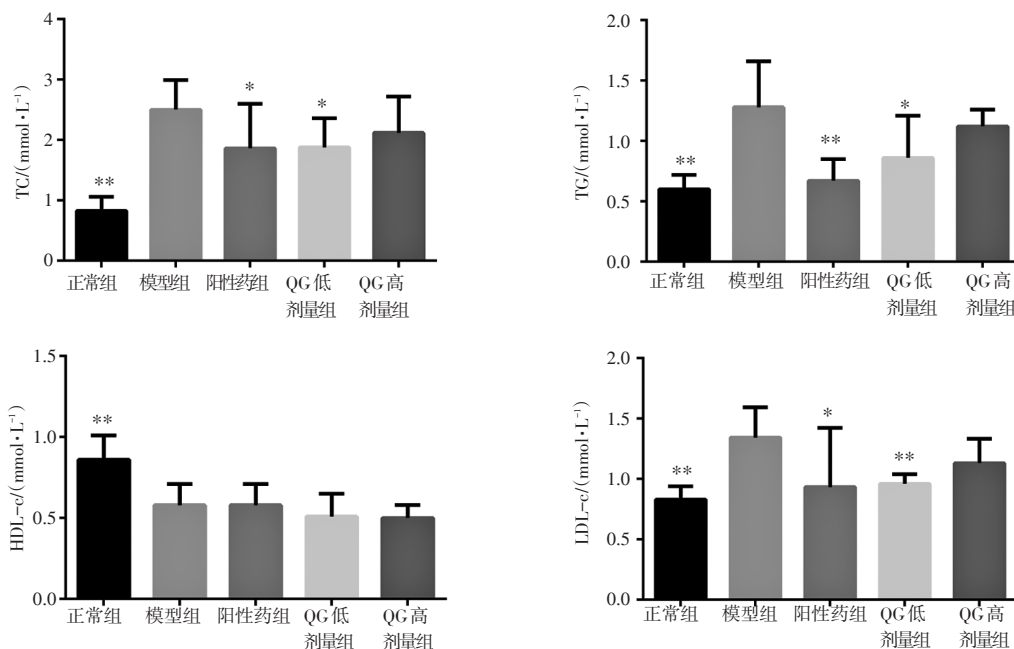 TC/(mmol·L⁻¹)
4
3
2
1
0
**
*
*
正常组
模型组
阳性药组
QG低
剂量组
QG高
剂量组
TG/(mmol·L⁻¹)
2.0
1.5
1.0
0.5
0.0
**
**
*
正常组
模型组
阳性药组
QG低
剂量组
QG高
剂量组
HDL-c/(mmol·L⁻¹)
1.5
1.0
0.5
0.0
**
正常组
模型组
阳性药组
QG低
剂量组
QG高
剂量组
LDL-c/(mmol·L⁻¹)
2.0
1.5
1.0
0.5
0.0
**
*
**
正常组
模型组
阳性药组
QG低
剂量组
QG高
剂量组